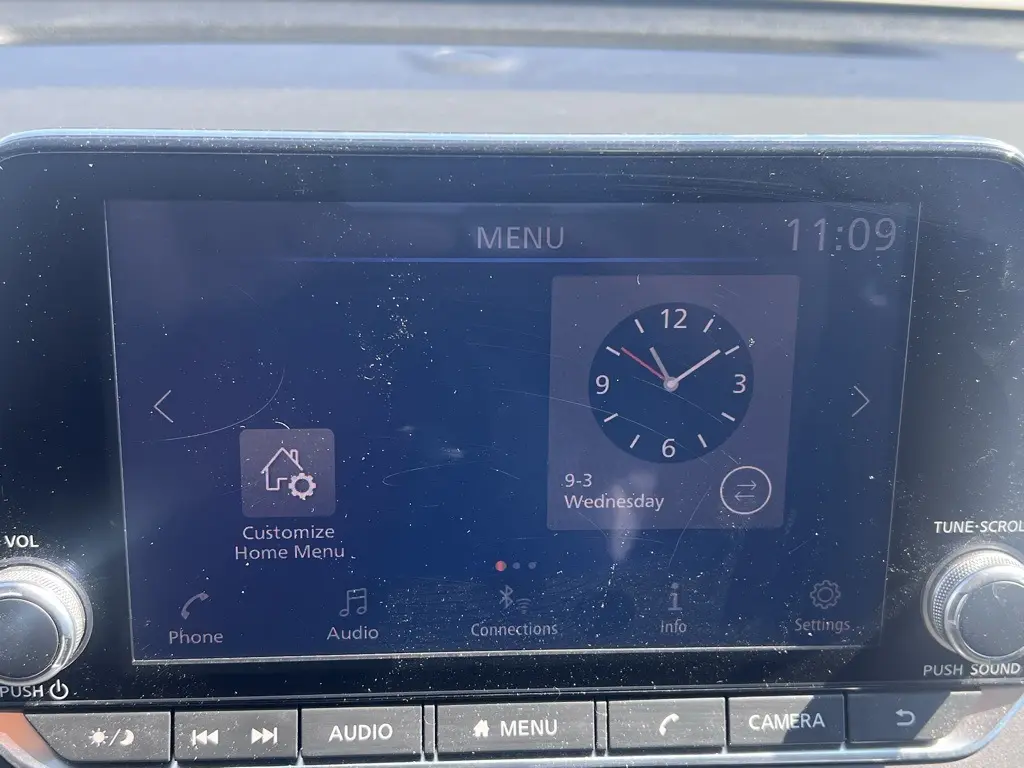 MENU
11:09
12
9
3
6
9-3
Wednesday
Customize
Home Menu
Phone
Audio
Connections
Info
Settings
VOL
PUSH
TUNE·SCROLL
PUSH SOUND
AUDIO
MENU
CAMERA